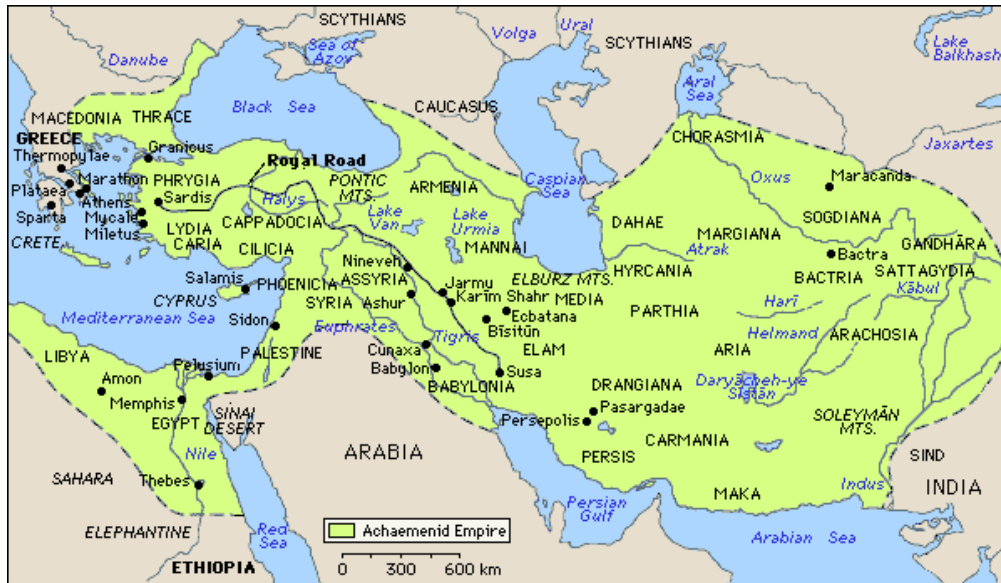 SCYTHIANS
Volga
Ural
SCYTHIANS
Lake
Balkhash
Danube
Sea of
Azov
Aral
Sea
Black Sea
CAUCASUS
MACEDONIA
THRACE
CHORASMIA
Jaxartes
GREECE
Granicus
Thermopylae
Royal Road
Marathon
PHRYGIA
PONTIC
MTS.
ARMENIA
Caspian
Sea
Oxus
Maracanda
Plataea
Athens
Sardis
Halys
Sparta
Mycale
Miletus
LYDIA
CAPPADOCIA
Lake
Van
Lake
Urmia
DAHAE
SOGDIANA
CRETE
CARIA
CILICIA
MANNAI
MARGIANA
Atrak
GANDHĀRA
Bactra
Nineveh
ELBURZ MTS.
HYRCANIA
BACTRIA
SATTAGYDIA
Salamis
PHOENICIA
ASSYRIA
Jarmu
Kābul
CYPRUS
SYRIA
Ashur
Karīm Shahr
MEDIA
Ecbatana
PARTHIA
Harī
Mediterranean Sea
Sidon
Euphrates
Tigris
Bīsitūn
Helmand
ARACHOSIA
LIBYA
PALESTINE
Cunaxa
ELAM
ARIA
Pelusium
Babylon
Susa
Amon
BABYLONIA
DRANGIANA
Daryācheh-ye
Sīstān
Memphis
Pasargadae
EGYPT
SINAI
DESERT
Persepolis
SOLEYMĀN
MTS.
CARMANIA
Nile
ARABIA
PERSIS
SIND
SAHARA
Thebes
MAKA
Indus
INDIA
Persian
Gulf
ELEPHANTINE
Red
Sea
Achaemenid Empire
Arabian Sea
ETHIOPIA
0 300 600 km